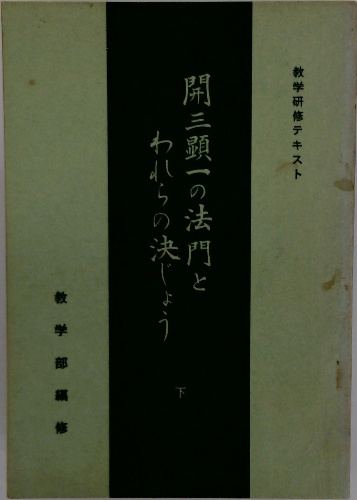 教学研修テキスト
開三顕一の法門と
われらの決じょう
下
教学部編修